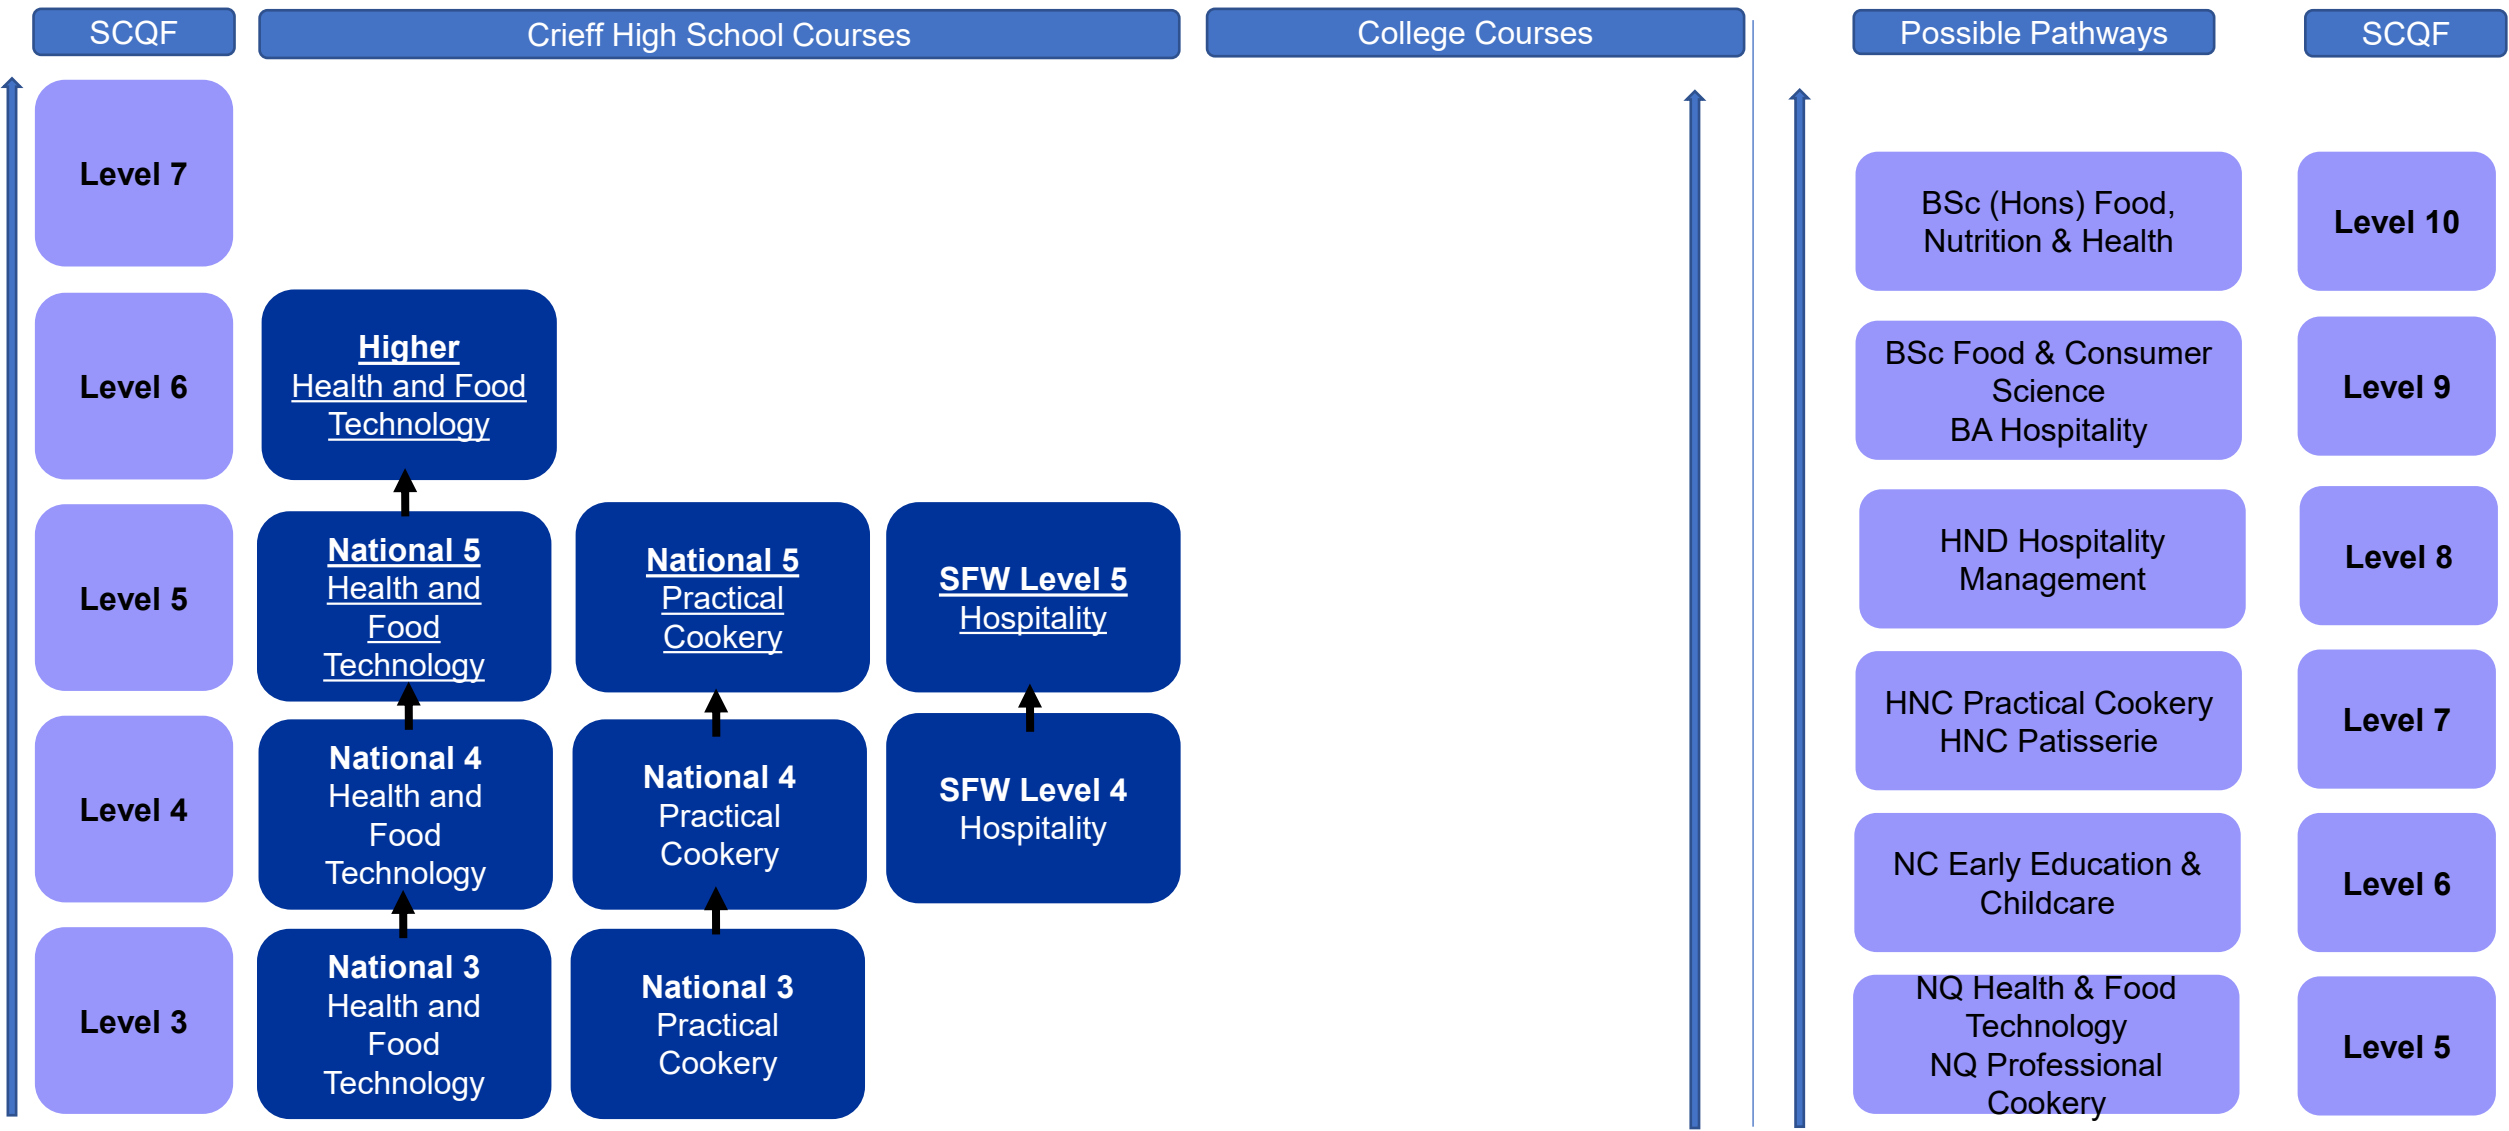 SCQF
Crieff High School Courses
College Courses
Possible Pathways
SCQF
Level 7
Level 6
Level 5
Level 4
Level 3
Higher
Health and Food
Technology
National 5
Health and
Food
Technology
National 4
Health and
Food
Technology
National 3
Health and
Food
Technology
National 5
Practical
Cookery
National 4
Practical
Cookery
National 3
Practical
Cookery
SFW Level 5
Hospitality
SFW Level 4
Hospitality
BSc (Hons) Food,
Nutrition & Health
BSc Food & Consumer
Science
BA Hospitality
HND Hospitality
Management
HNC Practical Cookery
HNC Patisserie
NC Early Education &
Childcare
NQ Health & Food
Technology
NQ Professional
Cookery
Level 10
Level 9
Level 8
Level 7
Level 6
Level 5